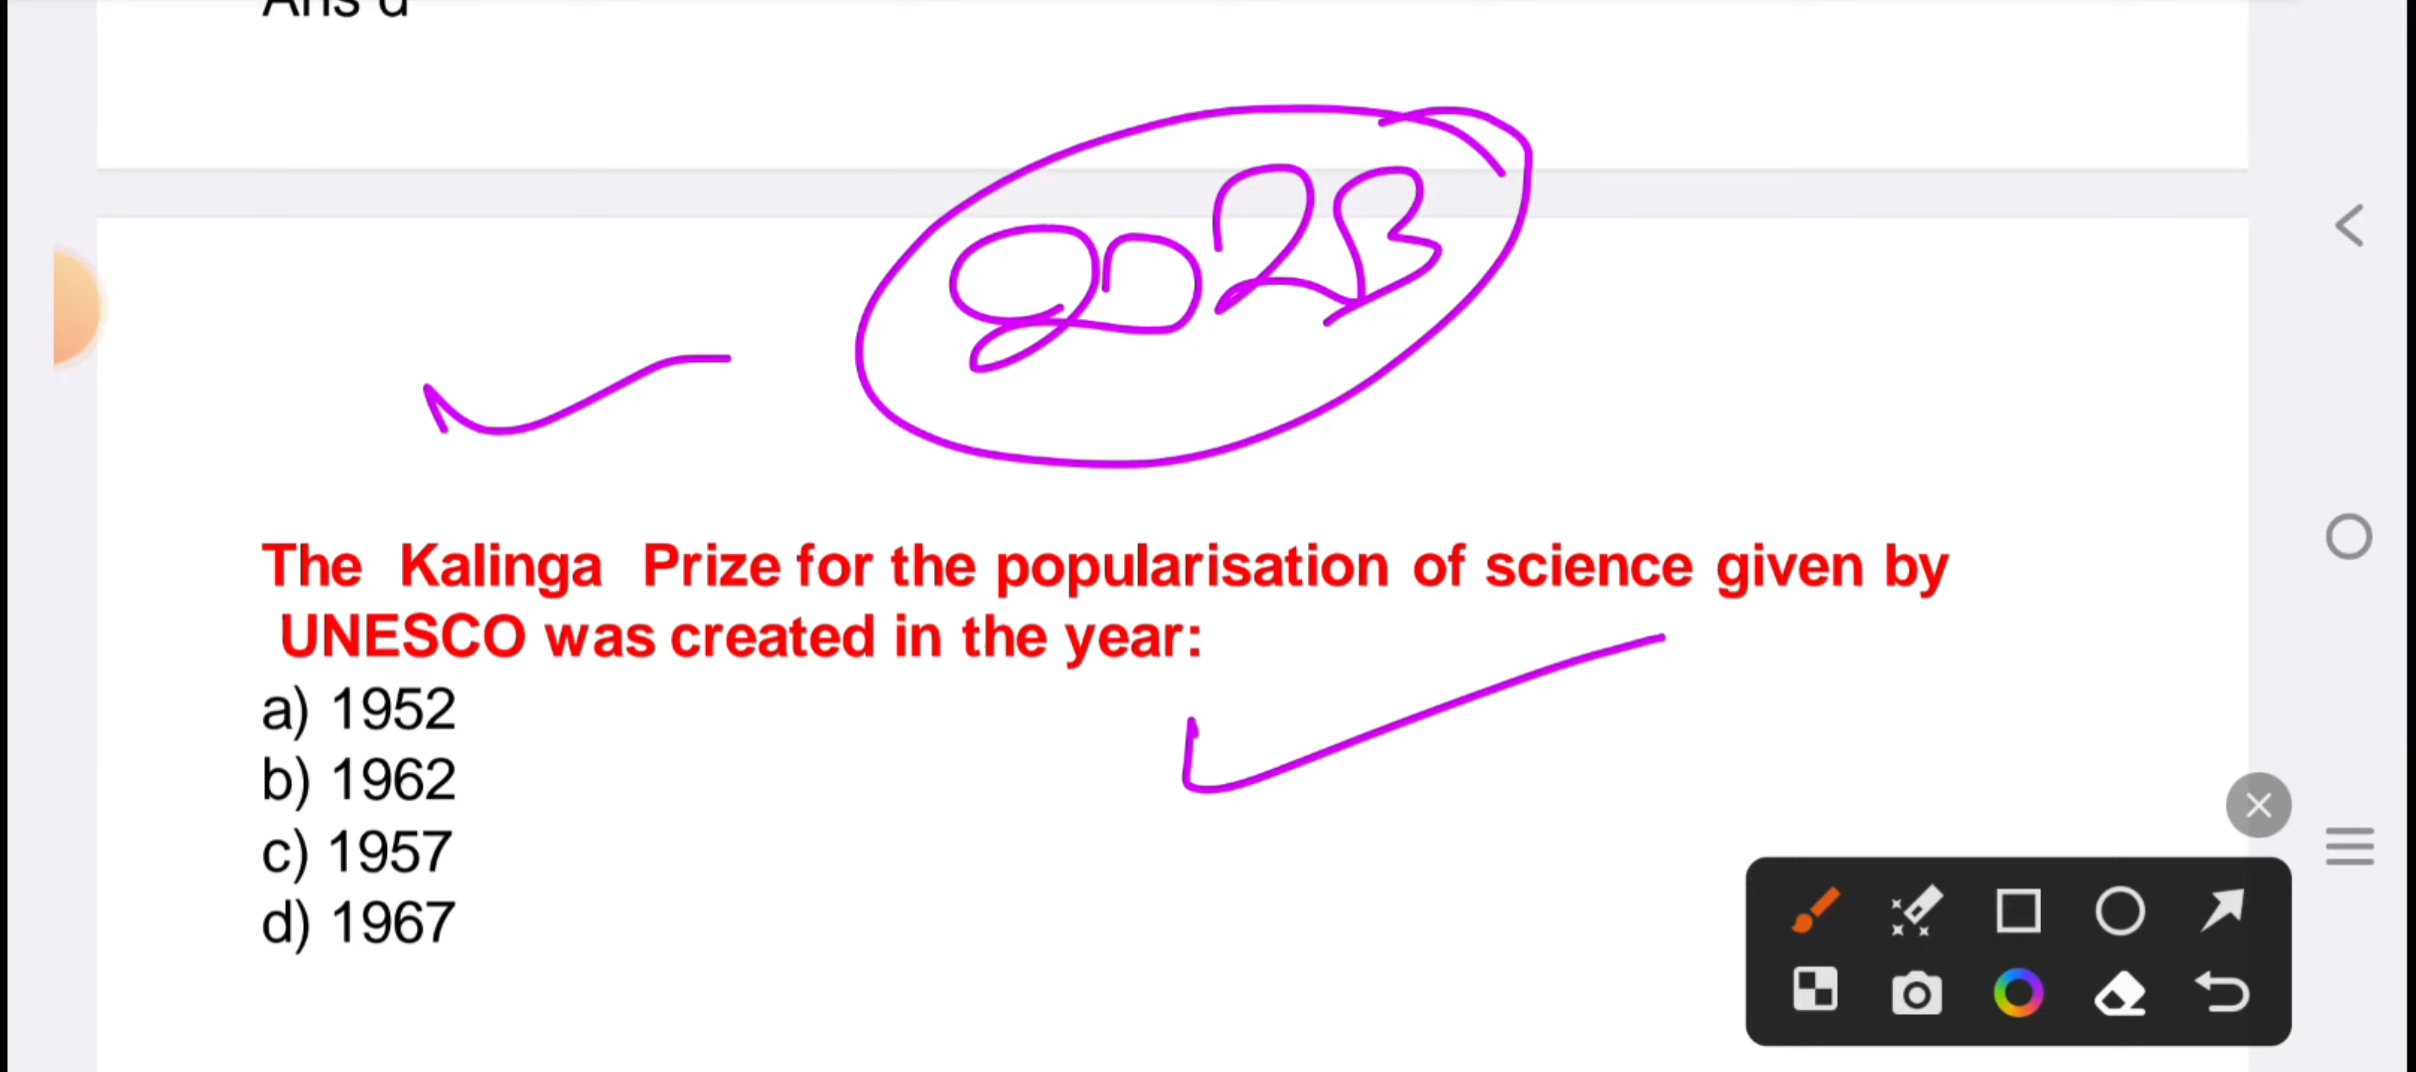 Ans d
2023
The Kalinga Prize for the popularisation of science given by
UNESCO was created in the year:
a) 1952
b) 1962
c) 1957
d) 1967